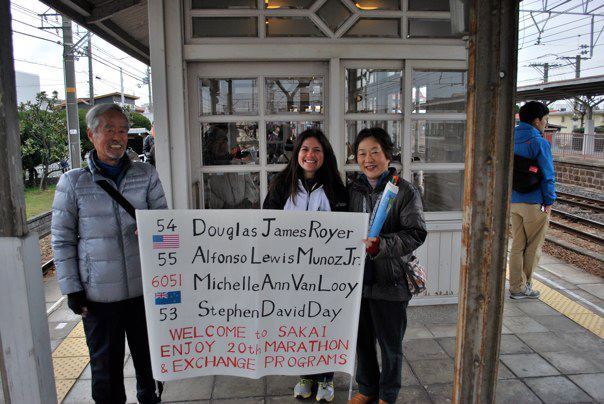 54 Douglas James Royer
55 Alfonso Lewis Munoz Jr.
6051 Michelle Ann Van Looy
53 Stephen David Day
WELCOME to SAKAI
ENJOY 20th MARATHON
& EXCHANGE PROGRAMS